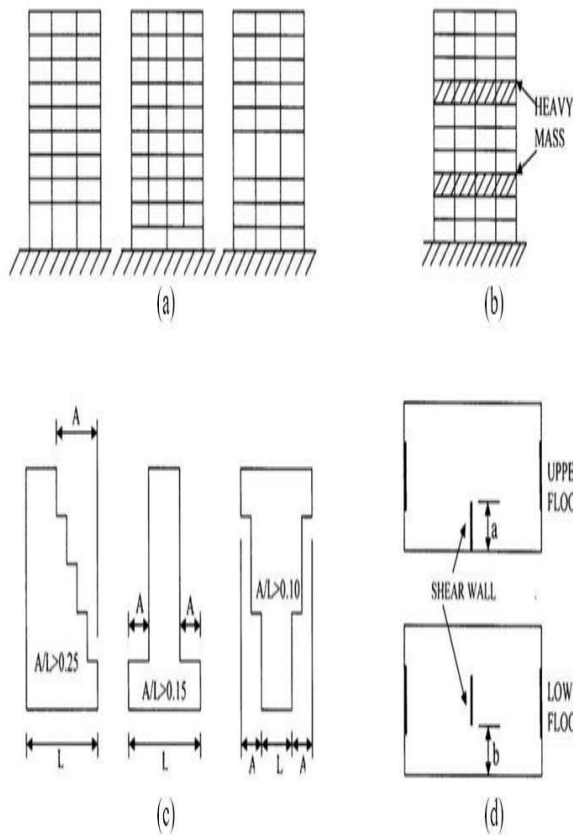 HEAVY
MASS
(a)
(b)
A
A/L>0.25
L
(c)
A
A
A/L>0.15
L
A/L>0.10
A
L
A
UPPE
FLOO
a
SHEAR WALL
LOW
FLOO
b
(d)